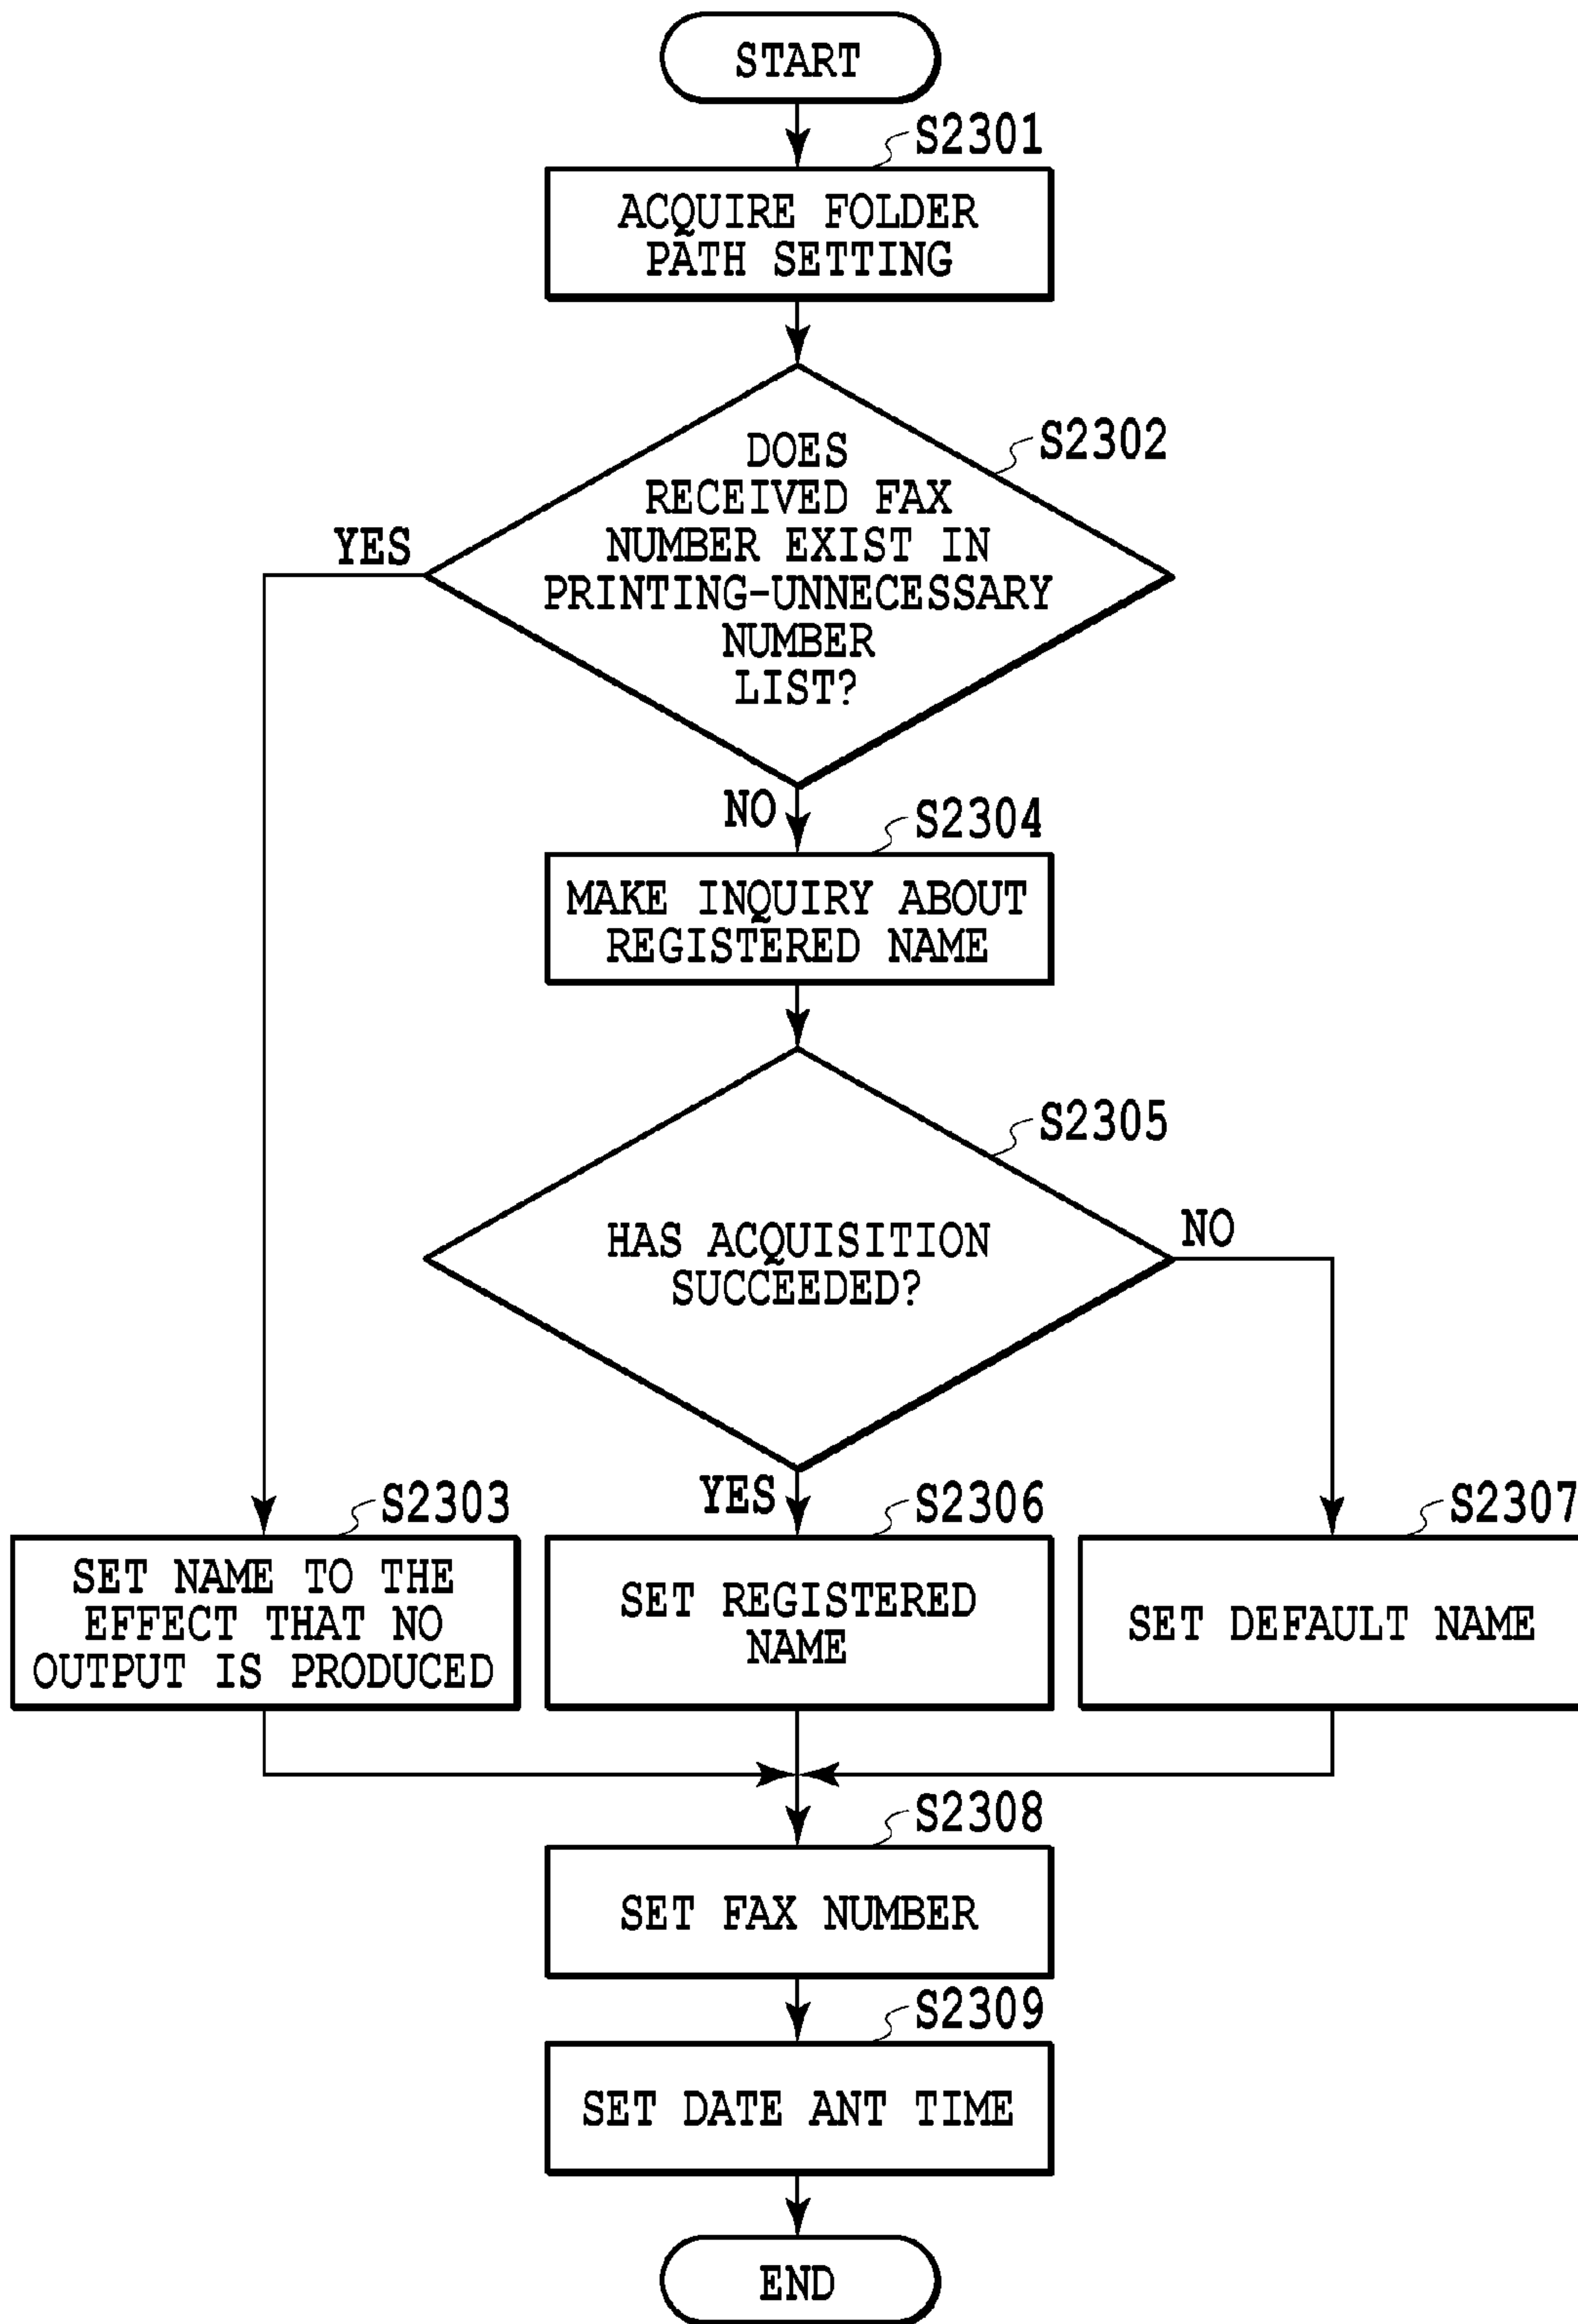 START
S2301
ACQUIRE FOLDER
PATH SETTING
S2302
DOES
RECEIVED FAX
NUMBER EXIST IN
PRINTING-UNNECESSARY
NUMBER
LIST?
YES
NO
S2304
MAKE INQUIRY ABOUT
REGISTERED NAME
S2305
HAS ACQUISITION
SUCCEEDED?
NO
YES
S2303
SET NAME TO THE
EFFECT THAT NO
OUTPUT IS PRODUCED
S2306
SET REGISTERED
NAME
S2307
SET DEFAULT NAME
S2308
SET FAX NUMBER
S2309
SET DATE ANT TIME
END